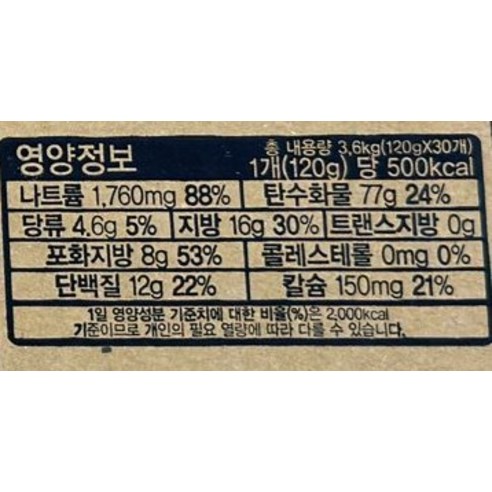 영양정보 총 내용량 3.6kg(120gX30개)
1개(120g) 당 500kcal
나트륨 1,760mg 88% 탄수화물 77g 24%
당류 4.6g 5% 지방 16g 30% 트랜스지방 0g
포화지방 8g 53% 콜레스테롤 0mg 0%
단백질 12g 22% 칼슘 150mg 21%
1일 영양성분 기준치에 대한 비율(%)은 2,000kcal
기준이므로 개인의 필요 열량에 따라 다를 수 있습니다.